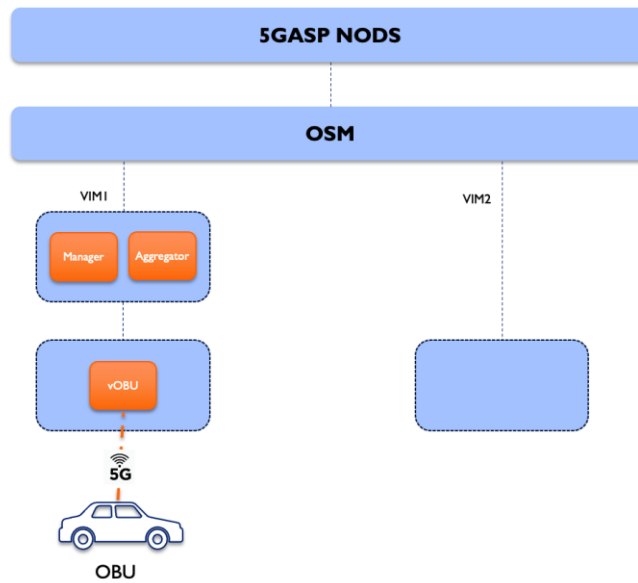 5GASP NODS
OSM
VIM1
VIM2
Manager
Aggregator
vOBU
5G
OBU